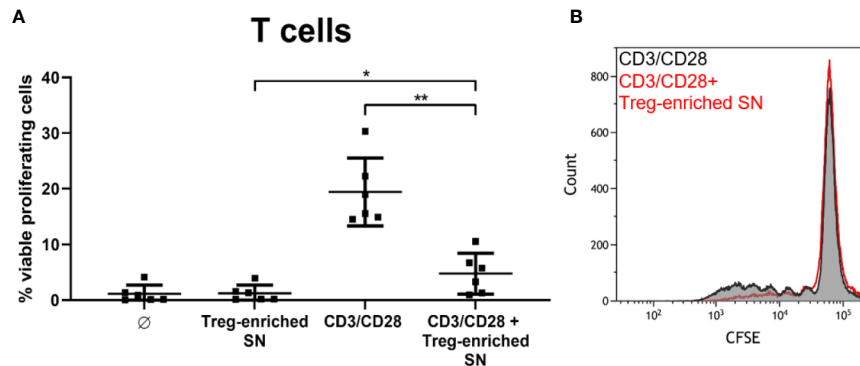 A
T cells
% viable proliferating cells
40
30
20
10
0
*
**
∅
Treg-enriched
SN
CD3/CD28
CD3/CD28 +
Treg-enriched SN
B
CD3/CD28
CD3/CD28+
Treg-enriched SN
Count
800
600
400
200
0
10²
10³
10⁴
10⁵
CFSE